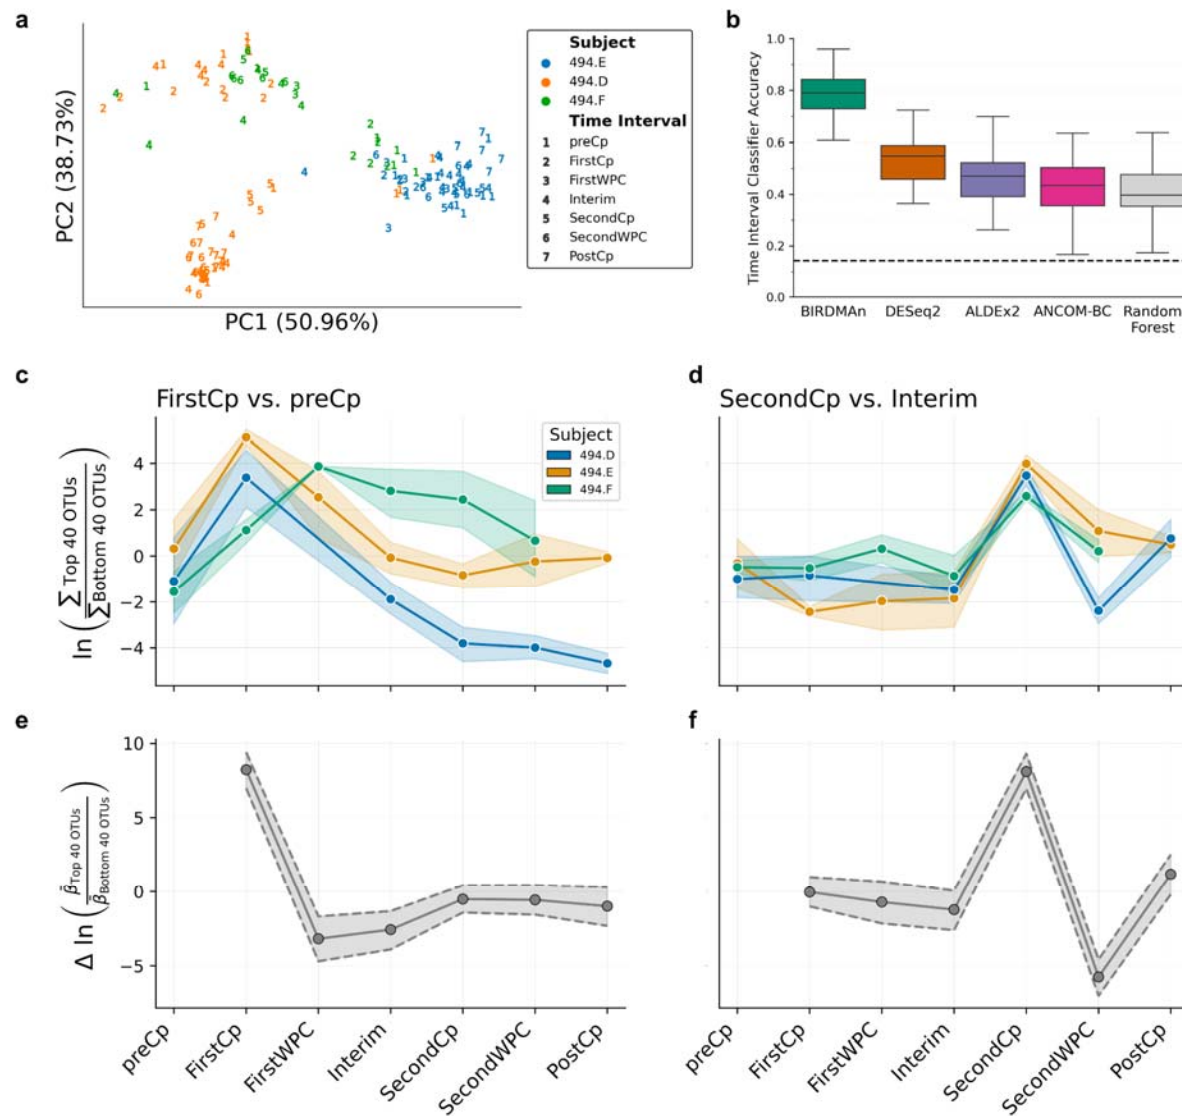 a
PC2 (38.73%)
PC1 (50.96%)
Subject
494.E
494.D
494.F
Time Interval
1 preCp
2 FirstCp
3 FirstWPC
4 Interim
5 SecondCp
6 SecondWPC
7 PostCp
b
Time Interval Classifier Accuracy
1.0
0.8
0.6
0.4
0.2
0.0
BIRDMAn DESeq2 ALDEx2 ANCOM-BC Random Forest
c
FirstCp vs. preCp
ln ( ∑ Top 40 OTUs / ∑ Bottom 40 OTUs )
4
2
0
−2
−4
Subject
494.D
494.E
494.F
d
SecondCp vs. Interim
e
Δ ln ( β̄ Top 40 OTUs / β̄ Bottom 40 OTUs )
10
5
0
−5
preCp FirstCp FirstWPC Interim SecondCp SecondWPC PostCp
f
preCp FirstCp FirstWPC Interim SecondCp SecondWPC PostCp